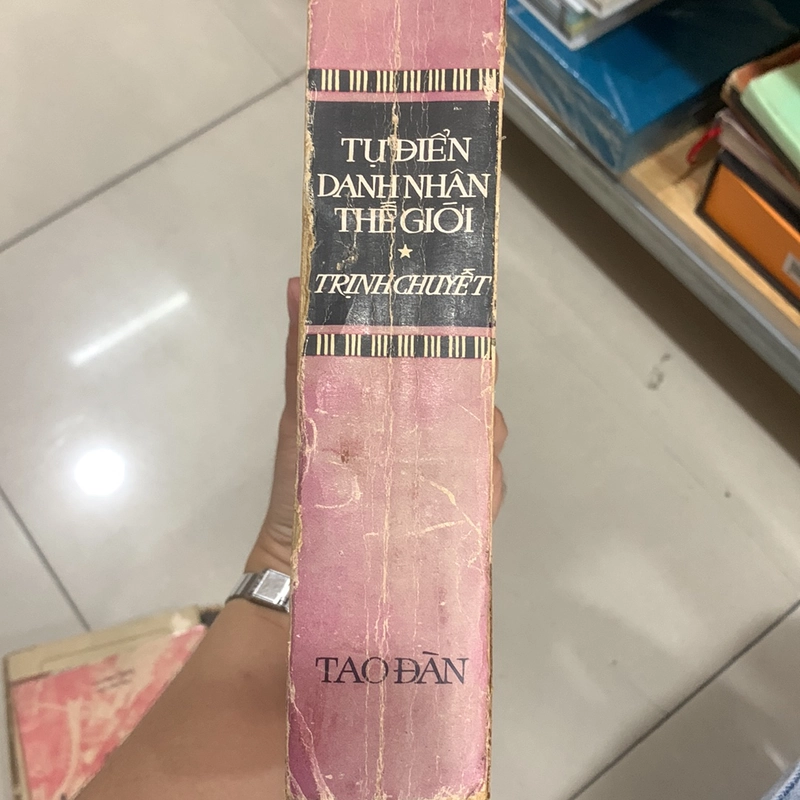 TỰ ĐIỂN
DANH NHÂN
THẾ GIỚI
TRỊNH CHUYẾT
TAO ĐÀN